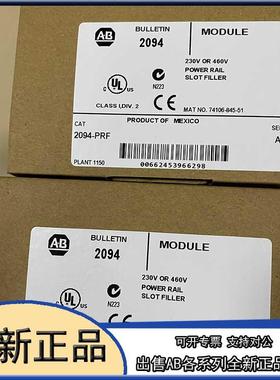 AB
BULLETIN
2094
MODULE
UL
LISTED
N223
230V OR 460V
POWER RAIL
SLOT FILLER
CLASS I,DIV. 2
MAT NO. 74106-845-51
PRODUCT OF MEXICO
CAT
2094-PRF
SE
A
PLANT 1150
00662453966298
AB
BULLETIN
2094
MODULE
UL
N223
230V OR 460V
POWER RAIL
SLOT FILLER
新正品
可开专票 支持对公
出售AB各系列全新正品